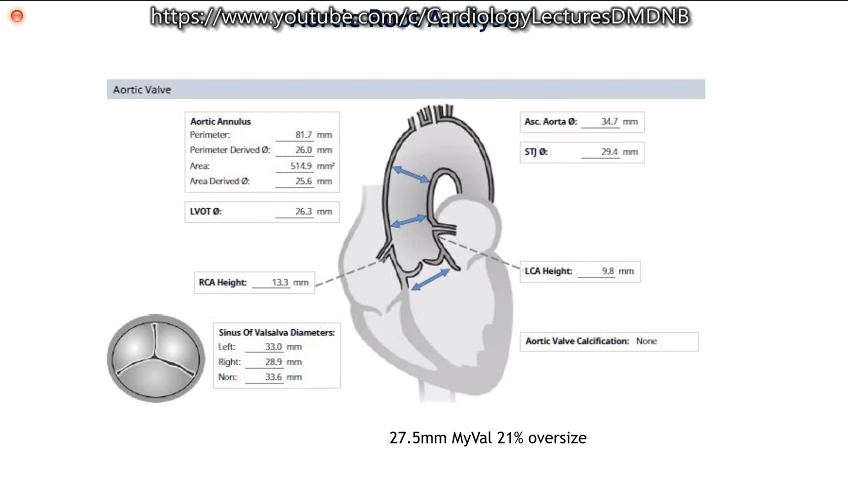 https://www.youtube.com/c/CardiologyLecturesDMDNB
Aortic Root Analysis
Aortic Valve
Aortic Annulus
Perimeter: 81.7 mm
Perimeter Derived Ø: 26.0 mm
Area: 514.9 mm²
Area Derived Ø: 25.6 mm
LVOT Ø: 26.3 mm
Asc. Aorta Ø: 34.7 mm
STJ Ø: 29.4 mm
RCA Height: 13.3 mm
LCA Height: 9.8 mm
Sinus Of Valsalva Diameters:
Left: 33.0 mm
Right: 28.9 mm
Non: 33.6 mm
Aortic Valve Calcification: None
27.5mm MyVal 21% oversize